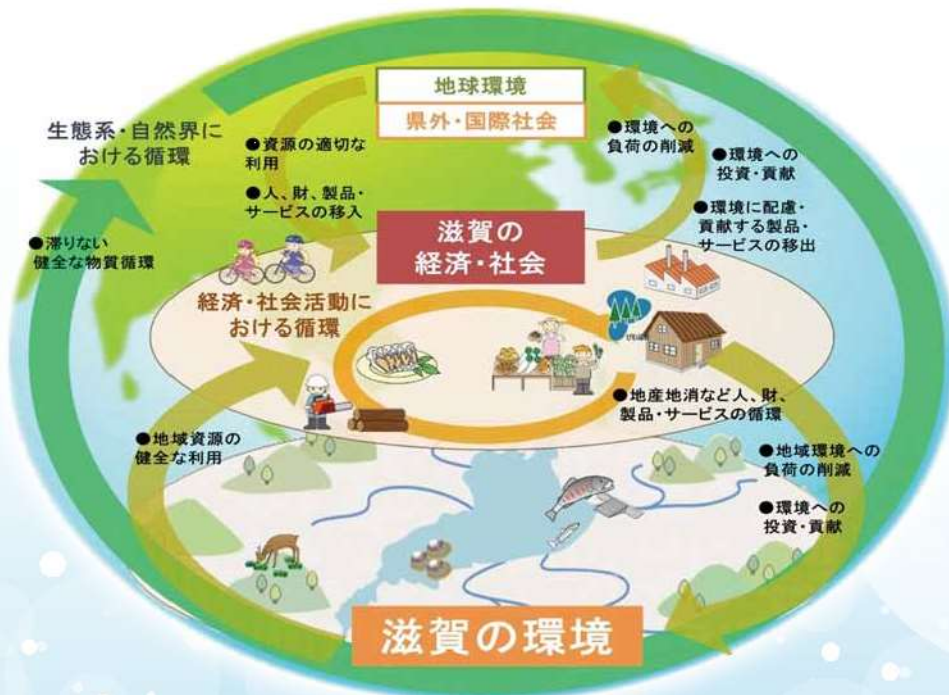 地球環境
県外・国際社会
生態系・自然界に
おける循環
●資源の適切な
利用
●人、財、製品・
サービスの移入
●環境への
負荷の削減
●環境への
投資・貢献
●環境に配慮・
貢献する製品・
サービスの移出
●滞りない
健全な物質循環
滋賀の
経済・社会
経済・社会活動に
おける循環
●地産地消など人、財、
製品・サービスの循環
●地域資源の
健全な利用
●地域環境への
負荷の削減
●環境への
投資・貢献
滋賀の環境